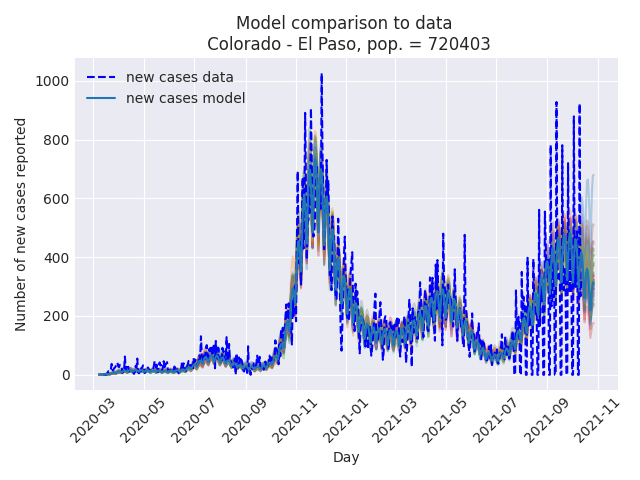 Model comparison to data
Colorado - El Paso, pop. = 720403
new cases data
new cases model
Number of new cases reported
1000
800
600
400
200
0
2020-03
2020-05
2020-07
2020-09
2020-11
2021-01
2021-03
2021-05
2021-07
2021-09
2021-11
Day